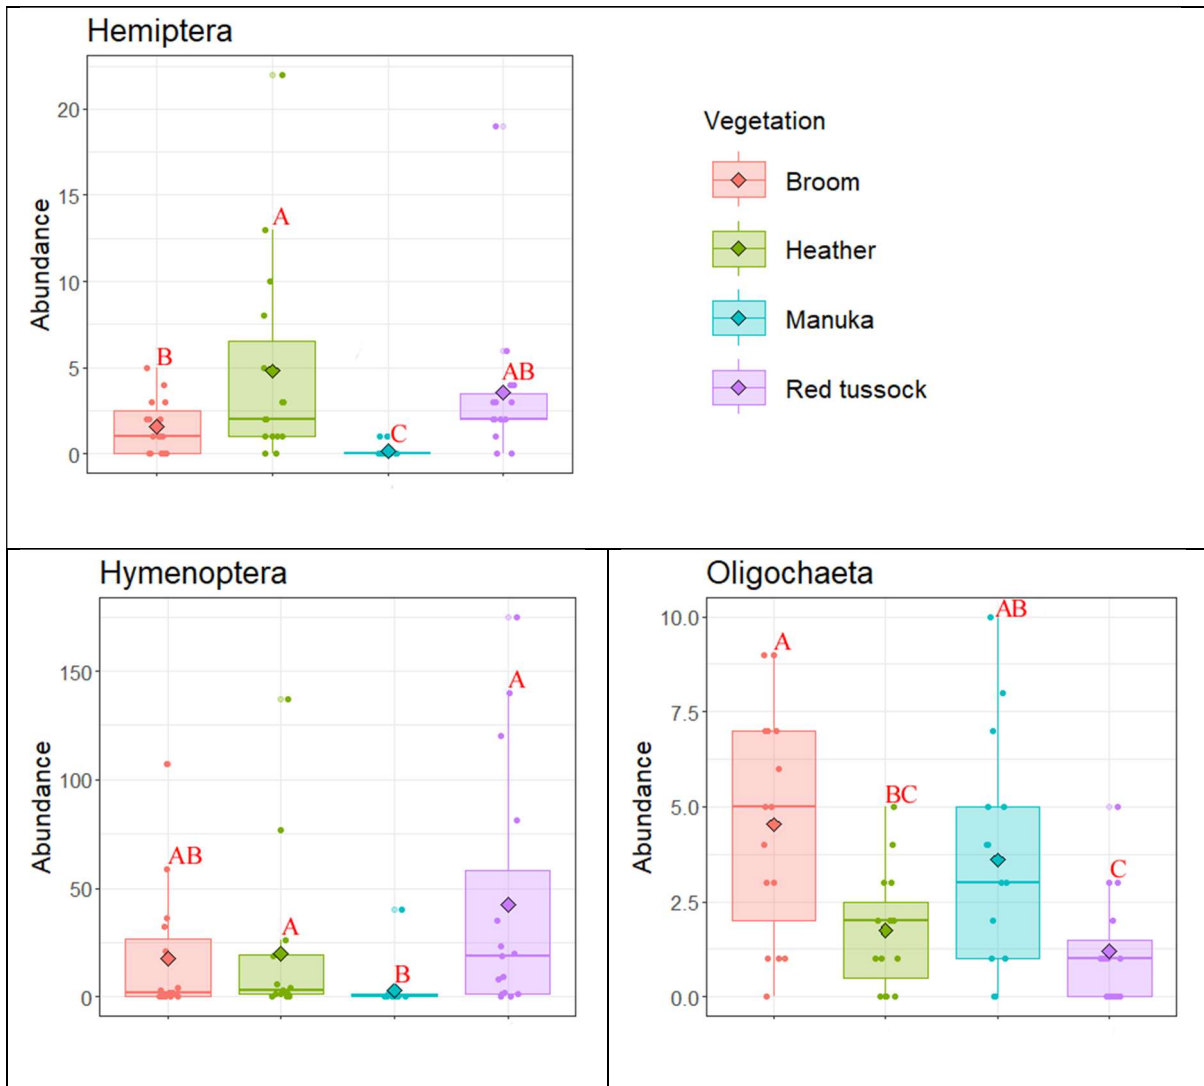 Hemiptera
Abundance
20
15
10
5
0
B
A
C
AB
Vegetation
Broom
Heather
Manuka
Red tussock
Hymenoptera
Abundance
150
100
50
0
AB
A
B
A
Oligochaeta
Abundance
10.0
7.5
5.0
2.5
0.0
A
BC
AB
C